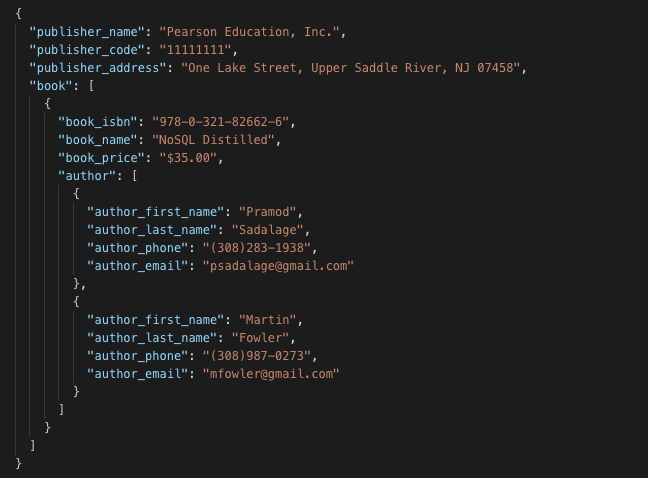 {
  "publisher_name": "Pearson Education, Inc.",
  "publisher_code": "11111111",
  "publisher_address": "One Lake Street, Upper Saddle River, NJ 07458",
  "book": [
    {
      "book_isbn": "978-0-321-82662-6",
      "book_name": "NoSQL Distilled",
      "book_price": "$35.00",
      "author": [
        {
          "author_first_name": "Pramod",
          "author_last_name": "Sadalage",
          "author_phone": "(308)283-1938",
          "author_email": "psadalage@gmail.com"
        },
        {
          "author_first_name": "Martin",
          "author_last_name": "Fowler",
          "author_phone": "(308)987-0273",
          "author_email": "mfowler@gmail.com"
        }
      ]
    }
  ]
}